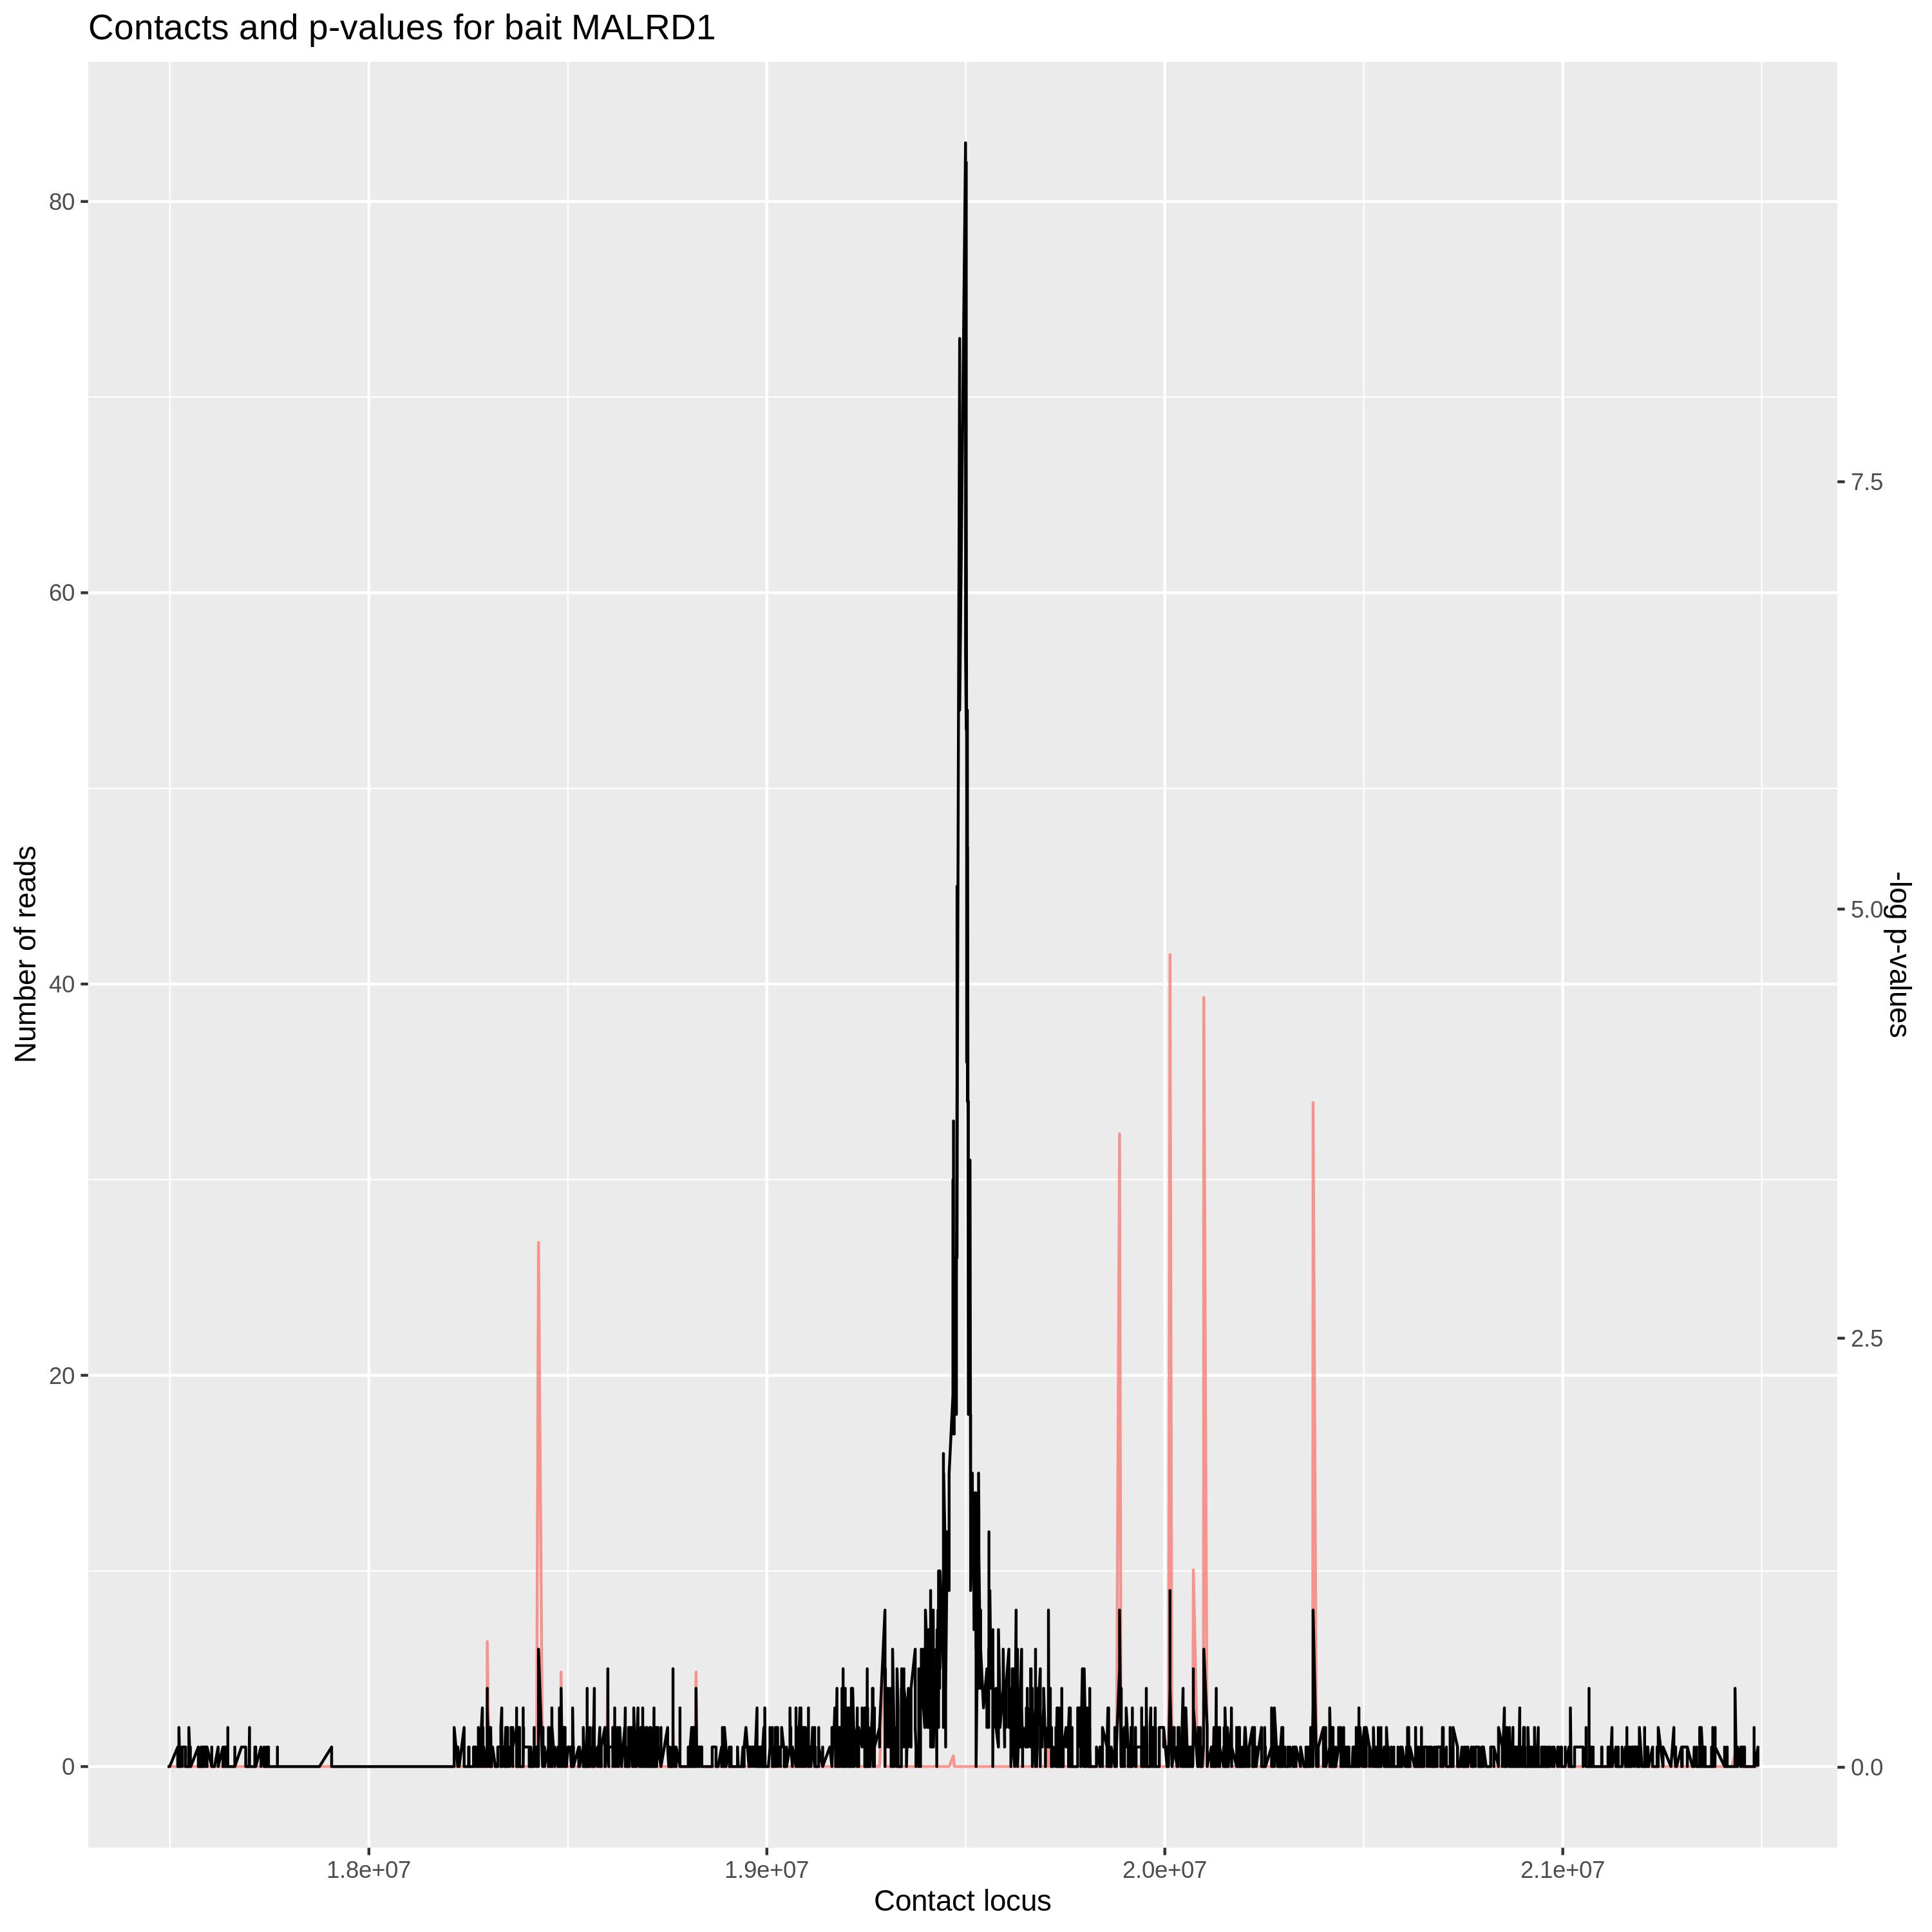 Contacts and p-values for bait MALRD1
80
60
40
20
0
Number of reads
7.5
5.0
2.5
0.0
-log p-values
1.8e+07
1.9e+07
2.0e+07
2.1e+07
Contact locus